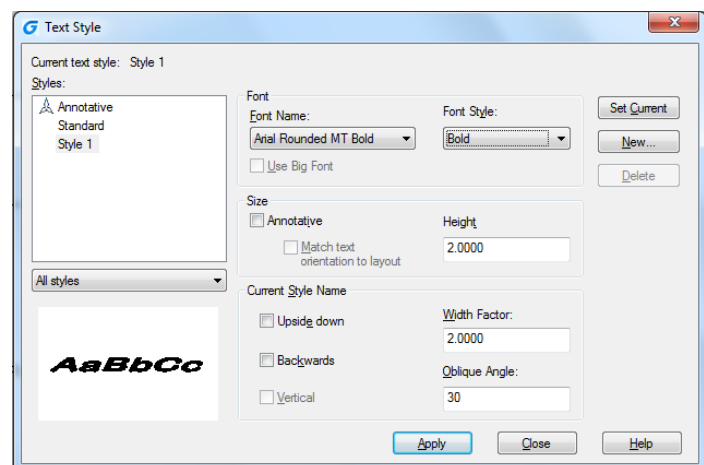 Text Style
Current text style: Style 1
Styles:
Annotative
Standard
Style 1
All styles
AaBbCc
Font
Font Name:
Font Style:
Arial Rounded MT Bold
Bold
Use Big Font
Size
Annotative
Height
Match text
orientation to layout
2.0000
Current Style Name
Upside down
Width Factor:
2.0000
Backwards
Oblique Angle:
Vertical
30
Set Current
New...
Delete
Apply
Close
Help